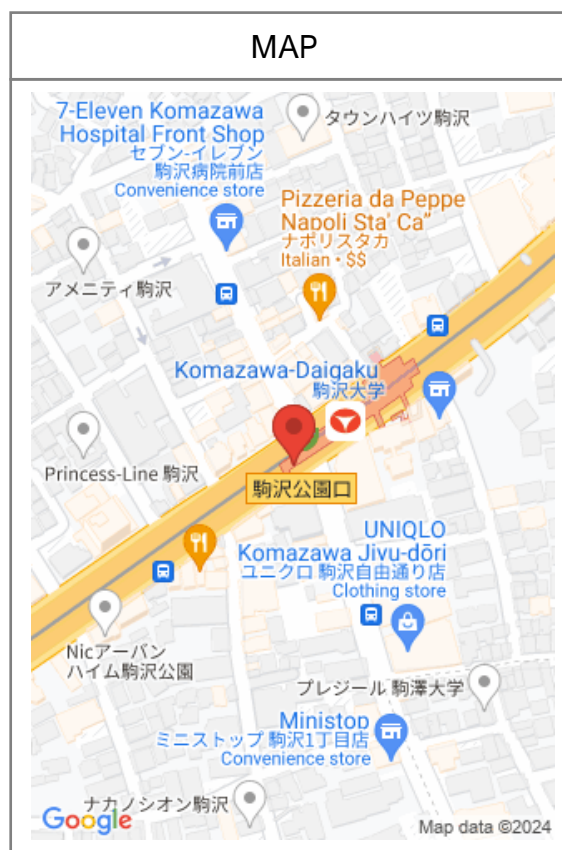 MAP
7-Eleven Komazawa
Hospital Front Shop
セブン-イレブン
駒沢病院前店
Convenience store
タウンハイツ駒沢
Pizzeria da Peppe
Napoli Sta' Ca"
ナポリスタカ
Italian • $$
アメニティ駒沢
Komazawa-Daigaku
駒沢大学
Princess-Line 駒沢
駒沢公園口
UNIQLO
Komazawa Jiyu-dōri
ユニクロ 駒沢自由通り店
Clothing store
Nicアーバン
ハイム駒沢公園
プレジール 駒澤大学
Ministop
ミニストップ 駒沢1丁目店
Convenience store
ナカノシオン駒沢
Google
Map data ©2024